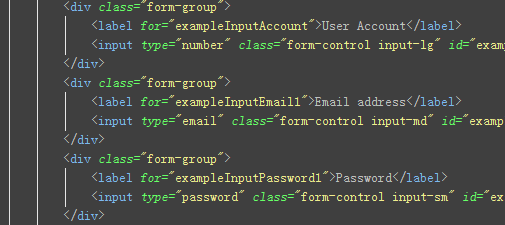 <div class="form-group">
<label for="exampleInputAccount">User Account</label>
<input type="number" class="form-control input-lg" id="exam
</div>
<div class="form-group">
<label for="exampleInputEmail1">Email address</label>
<input type="email" class="form-control input-md" id="examp
</div>
<div class="form-group">
<label for="exampleInputPassword1">Password</label>
<input type="password" class="form-control input-sm" id="ex
</div>